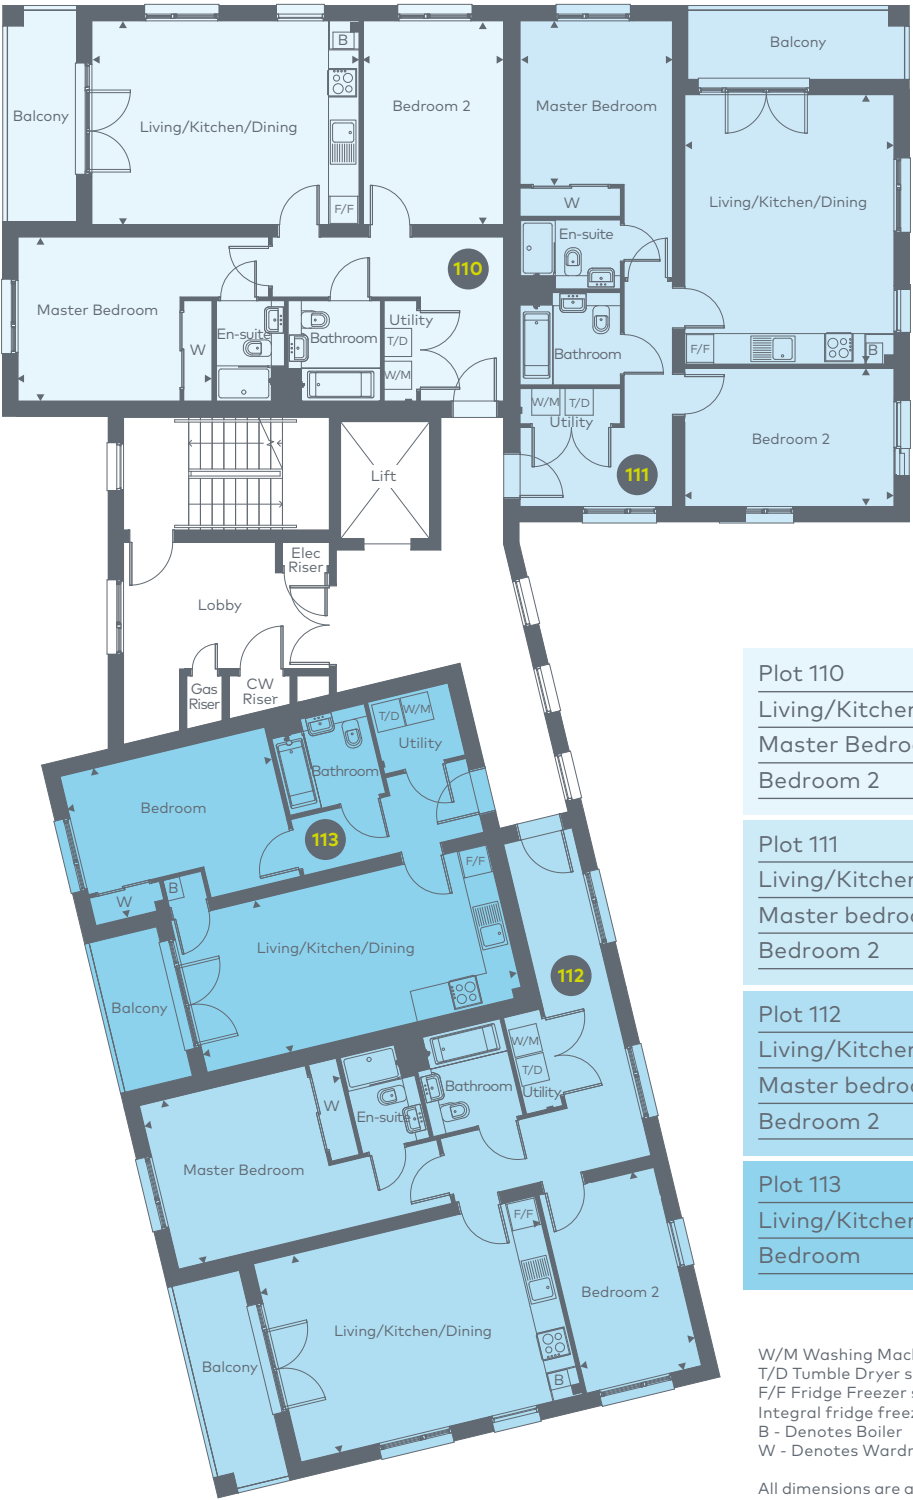 Balcony
Living/Kitchen/Dining
B
F/F
Bedroom 2
Master Bedroom
W
En-suite
Bathroom
Utility
T/D
W/M
110
Master Bedroom
Balcony
W
En-suite
Living/Kitchen/Dining
Bathroom
F/F
B
W/M
T/D
Utility
111
Bedroom 2
Lift
Elec
Riser
Lobby
Gas
Riser
CW
Riser
T/D
W/M
Utility
Bathroom
Bedroom
113
F/F
B
W
Living/Kitchen/Dining
Balcony
112
W/M
T/D
Utility
Bathroom
W
En-suite
Master Bedroom
F/F
Bedroom 2
Living/Kitchen/Dining
Balcony
B
Plot 110
Living/Kitchen
Master Bedroo
Bedroom 2
Plot 111
Living/Kitchen
Master bedroo
Bedroom 2
Plot 112
Living/Kitchen
Master bedroo
Bedroom 2
Plot 113
Living/Kitchen
Bedroom
W/M Washing Mac
T/D Tumble Dryer s
F/F Fridge Freezer s
Integral fridge freez
B - Denotes Boiler
W - Denotes Wardr
All dimensions are a